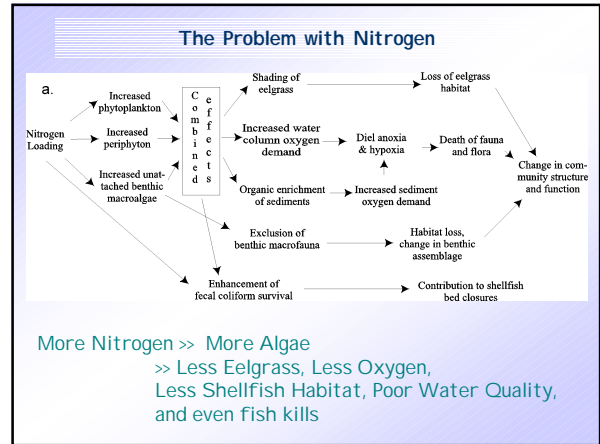 The Problem with Nitrogen
a.
Nitrogen
Loading
Increased
phytoplankton
Increased
periphyton
Increased unat-
tached benthic
macroalgae
Combined
effects
Shading of
eelgrass
Loss of eelgrass
habitat
Increased water
column oxygen
demand
Diel anoxia
& hypoxia
Death of fauna
and flora
Change in com-
munity structure
and function
Organic enrichment
of sediments
Increased sediment
oxygen demand
Exclusion of
benthic macrofauna
Habitat loss,
change in benthic
assemblage
Enhancement of
fecal coliform survival
Contribution to shellfish
bed closures
More Nitrogen >> More Algae
>> Less Eelgrass, Less Oxygen,
Less Shellfish Habitat, Poor Water Quality,
and even fish kills